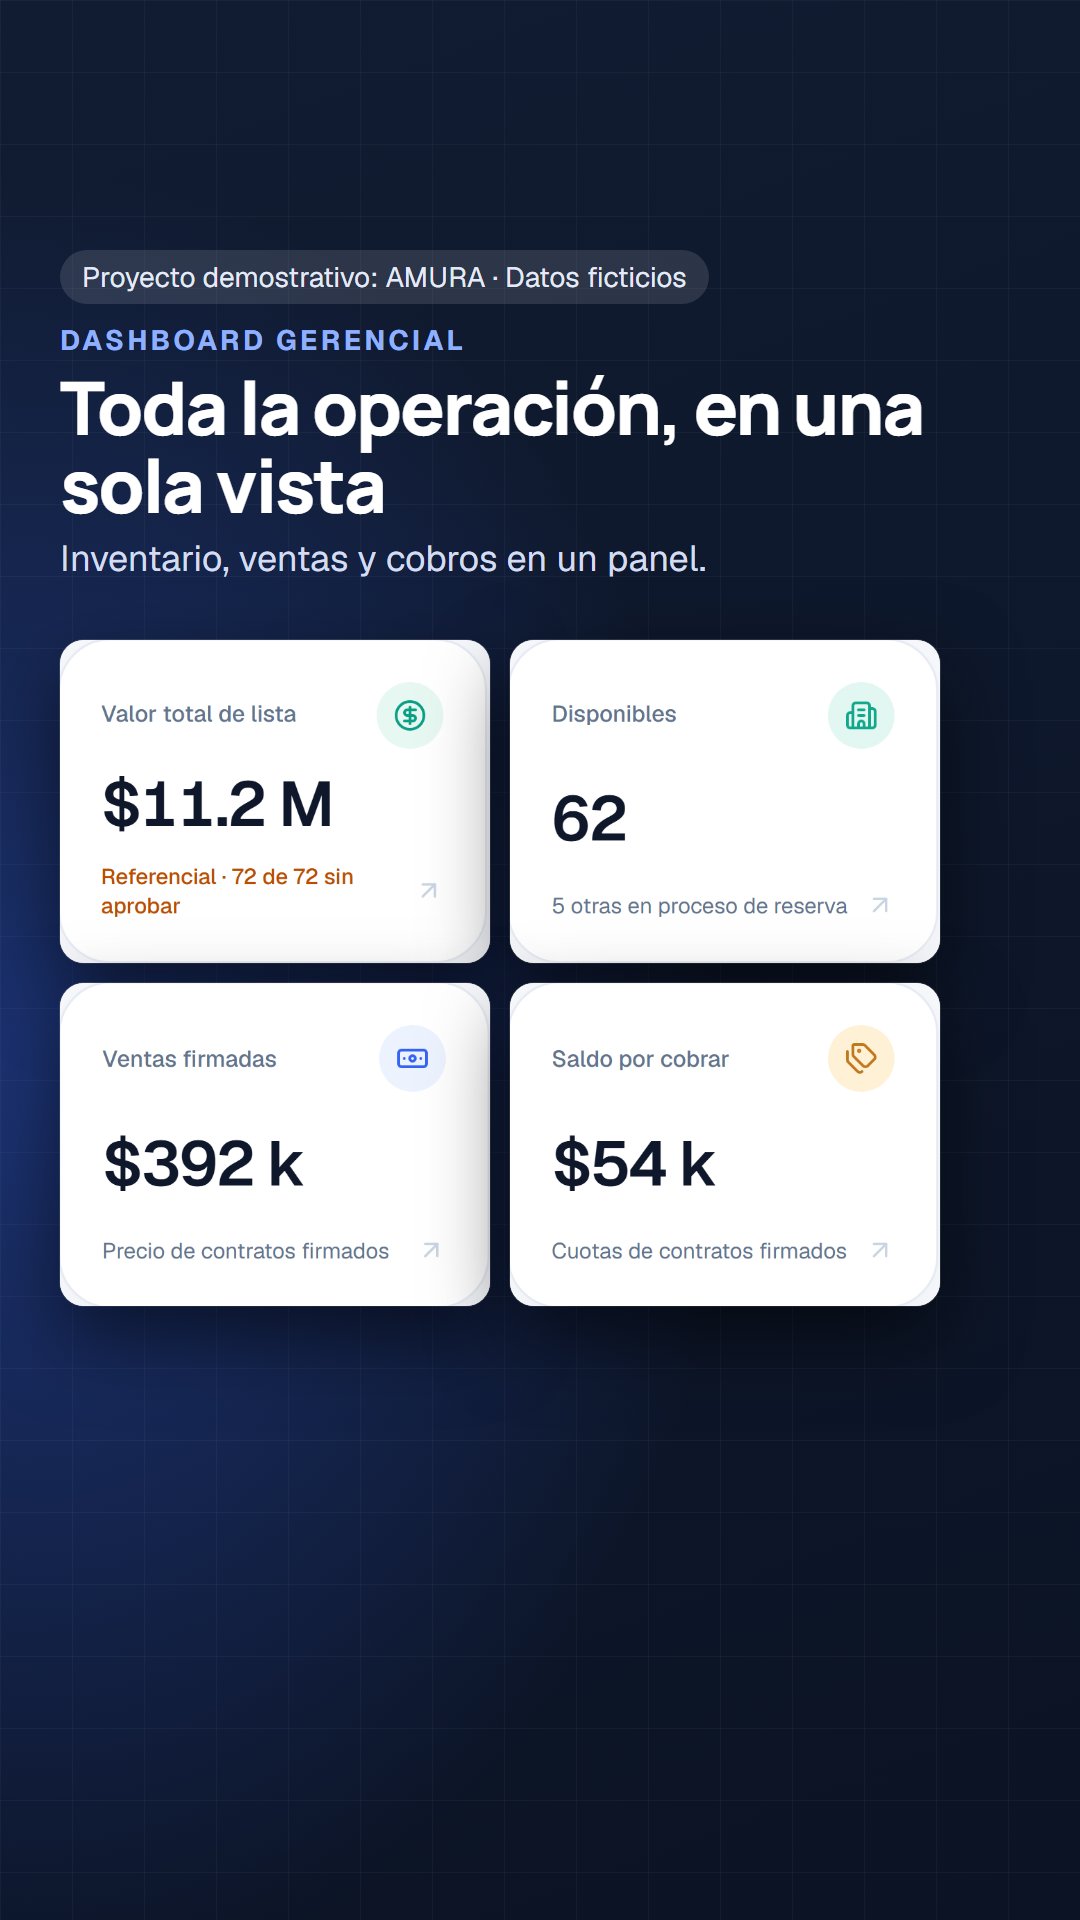 Proyecto demostrativo: AMURA · Datos ficticios
DASHBOARD GERENCIAL
Toda la operación, en una
sola vista
Inventario, ventas y cobros en un panel.
Valor total de lista
$11.2 M
Referencial · 72 de 72 sin
aprobar
Disponibles
62
5 otras en proceso de reserva
Ventas firmadas
$392 k
Precio de contratos firmados
Saldo por cobrar
$54 k
Cuotas de contratos firmados